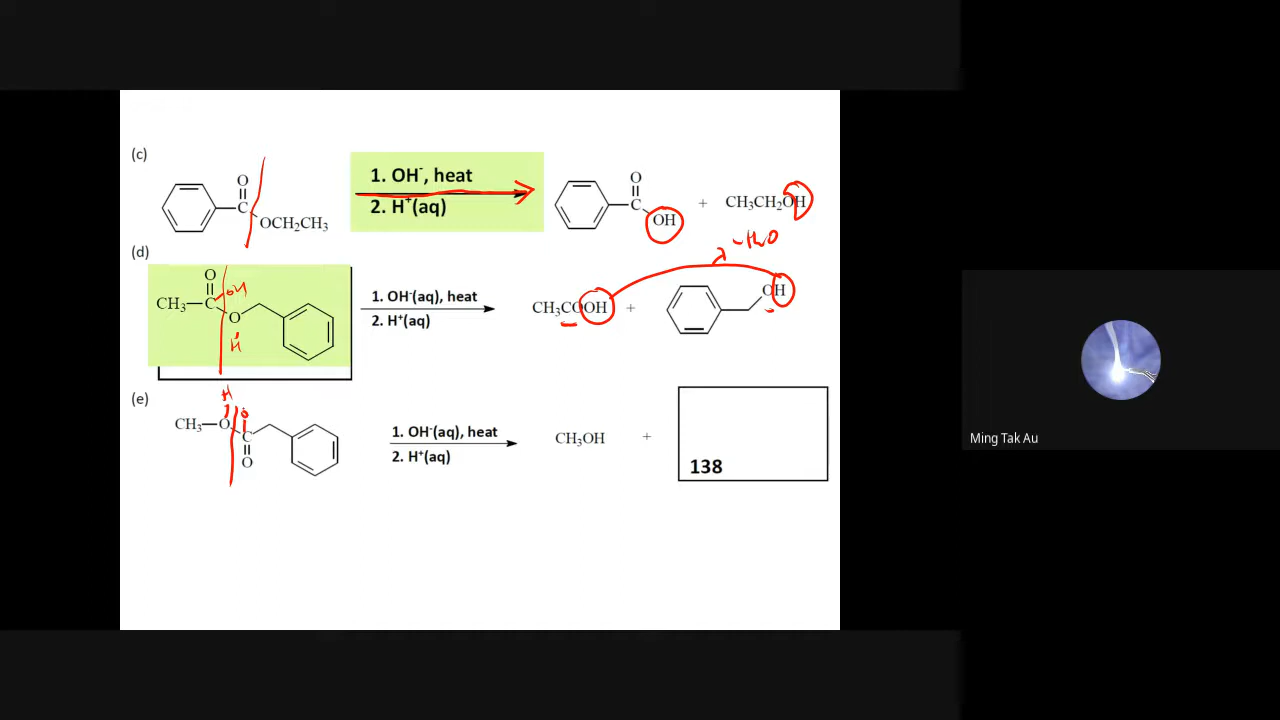 (c)
O
C
OCH₂CH₃
1. OH⁻, heat
2. H⁺(aq)
O
C
OH
+
CH₃CH₂OH
-H₂O
(d)
O
CH₃
C
OH
O
H
1. OH⁻(aq), heat
2. H⁺(aq)
CH₃COOH
+
OH
(e)
H
CH₃
O
O
C
O
1. OH⁻(aq), heat
2. H⁺(aq)
CH₃OH
+
138
Ming Tak Au